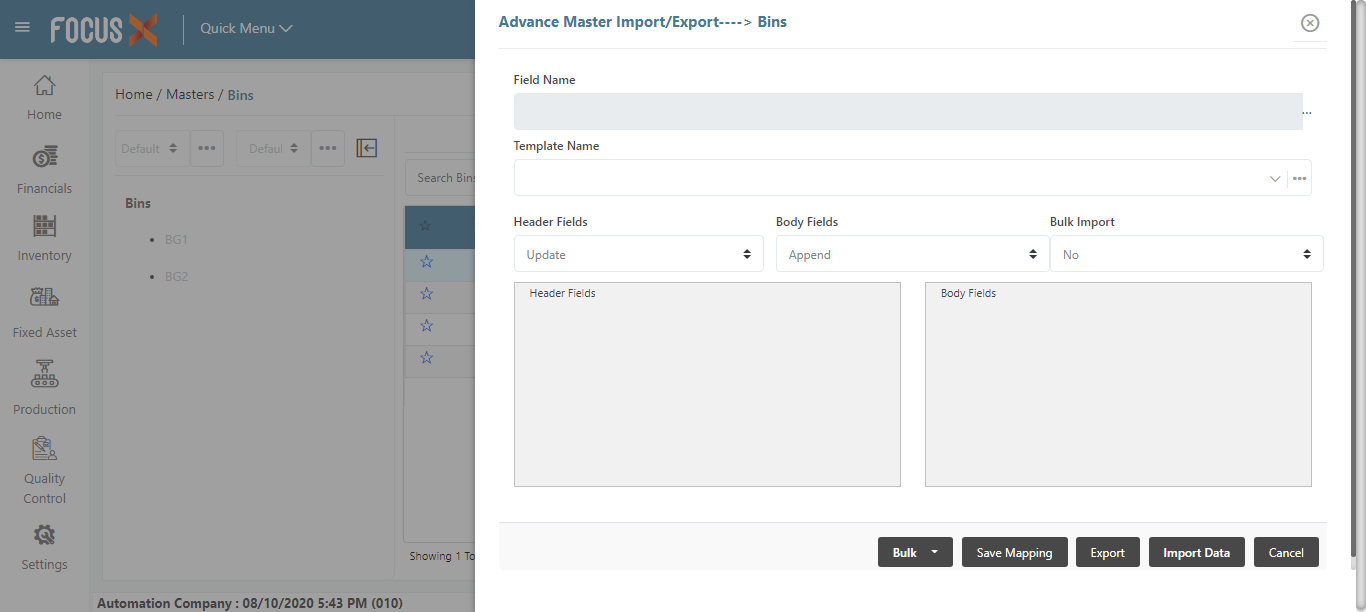 FOCUS X
Quick Menu
Home
Financials
Inventory
Fixed Asset
Production
Quality
Control
Settings
Home / Masters / Bins
Default
Defaul
Bins
BG1
BG2
Search Bins
Showing 1 To
Automation Company : 08/10/2020 5:43 PM (010)
Advance Master Import/Export----> Bins
Field Name
...
Template Name
Header Fields Body Fields Bulk Import
Update Append No
Header Fields Body Fields
Bulk Save Mapping Export Import Data Cancel